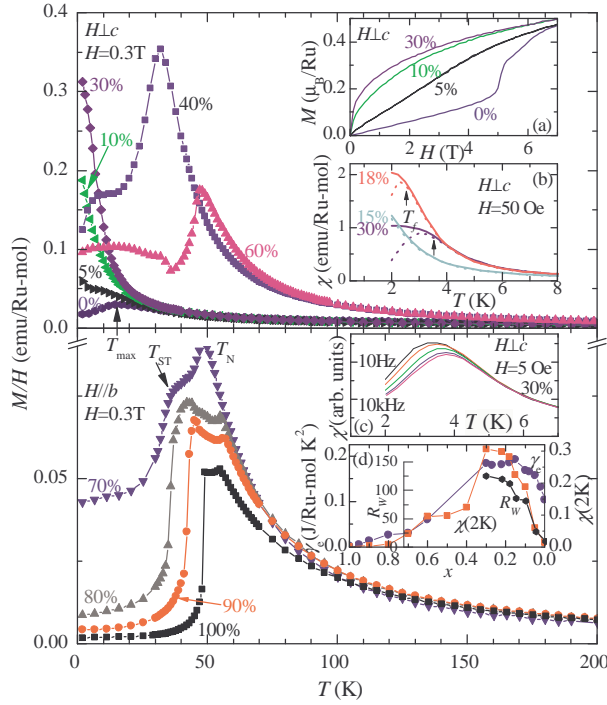 H⊥c
H=0.3T
0.4
0.3
0.2
0.1
0.0
30%
10%
5%
0%
40%
60%
T_max
M (μ_B/Ru)
0.4
0.2
0.0
H⊥c
30%
10%
5%
0%
(a)
0 2 4 6
H (T)
χ (emu/Ru-mol)
2
1
0
18%
15%
30%
T_f
H⊥c
H=50 Oe
(b)
0 2 4 6 8
T (K)
M/H (emu/Ru-mol)
H//b
H=0.3T
T_ST
T_N
0.05
0.00
70%
80%
90%
100%
χ (arb. units)
10Hz
10kHz
H⊥c
H=5 Oe
30%
(c)
2 4 6
T (K)
(d)
γ_e (J/Ru-mol K²)
0.2
0.1
0.0
R_W
150
100
50
0
γ
R_W
χ(2K)
0.3
0.2
0.1
0.0
χ(2K)
1.0 0.8 0.6 0.4 0.2 0.0
x
0 50 100 150 200
T (K)